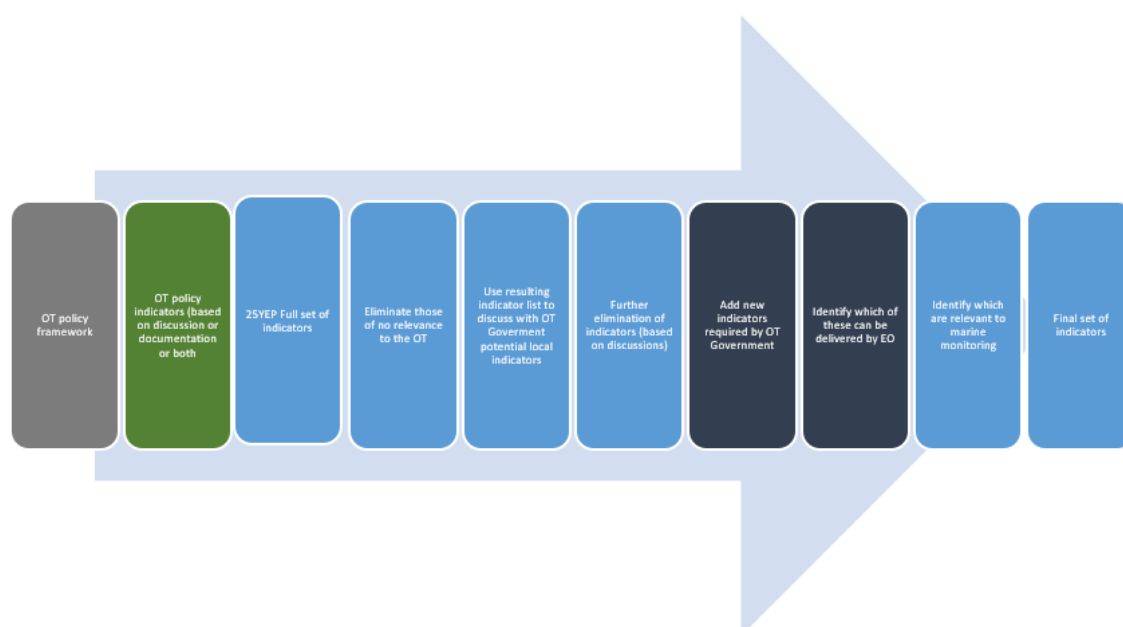 OT policy
framework
OT policy
indicators (based
on discussion or
documentation
or both
25YEP Full set of
indicators
Eliminate those
of no relevance
to the OT
Use resulting
indicator list to
discuss with OT
Goverment
potential local
indicators
Further
elimination of
indicators (based
on discussions)
Add new
indicators
required by OT
Government
Identify which
of these can be
delivered by EO
Identify which
are relevant to
marine
monitoring
Final set of
indicators